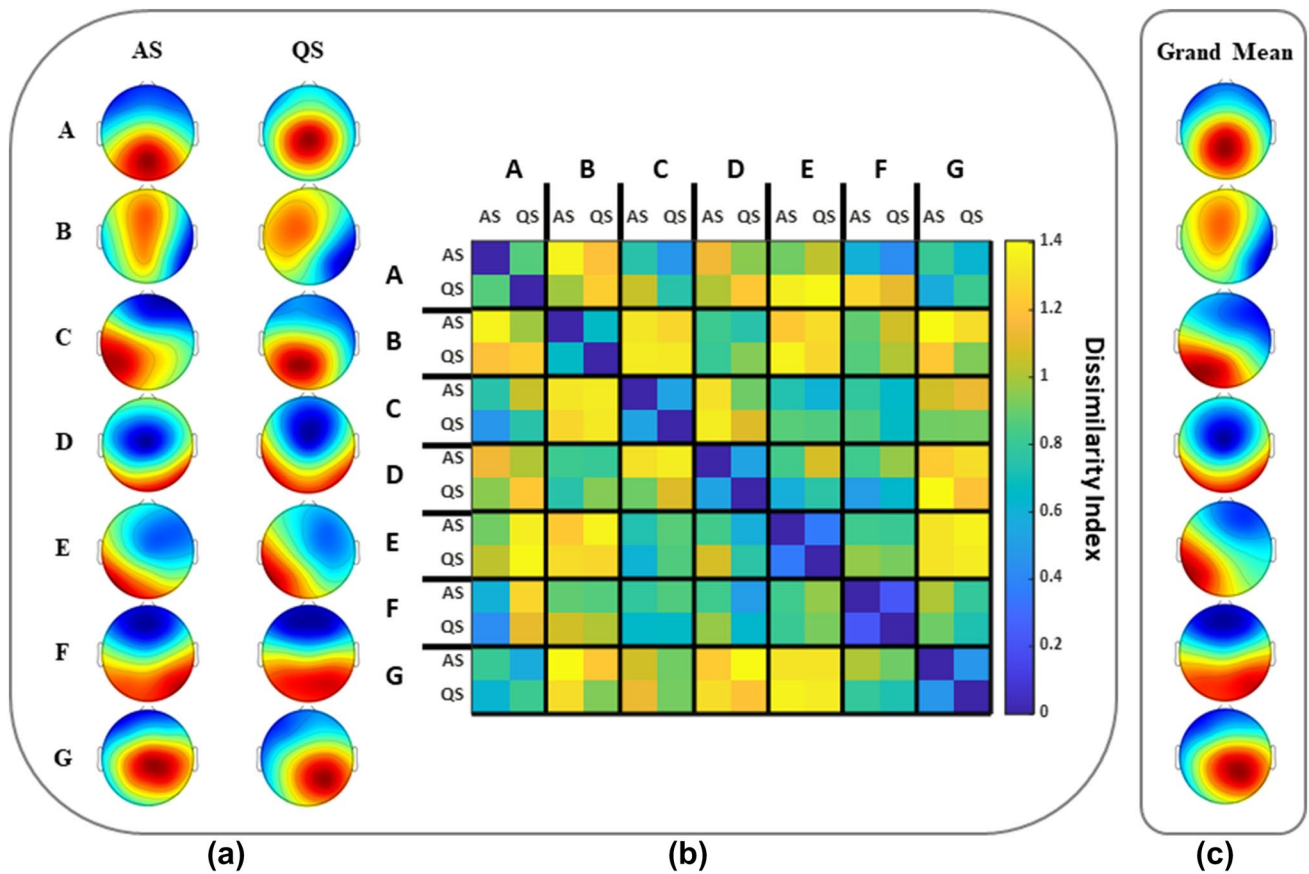 AS QS
A
B
C
D
E
F
G
A B C D E F G
AS QS AS QS AS QS AS QS AS QS AS QS AS QS
A
AS
QS
B
AS
QS
C
AS
QS
D
AS
QS
E
AS
QS
F
AS
QS
G
AS
QS
1.4
1.2
1
0.8
0.6
0.4
0.2
0
Dissimilarity Index
Grand Mean
(a) (b) (c)